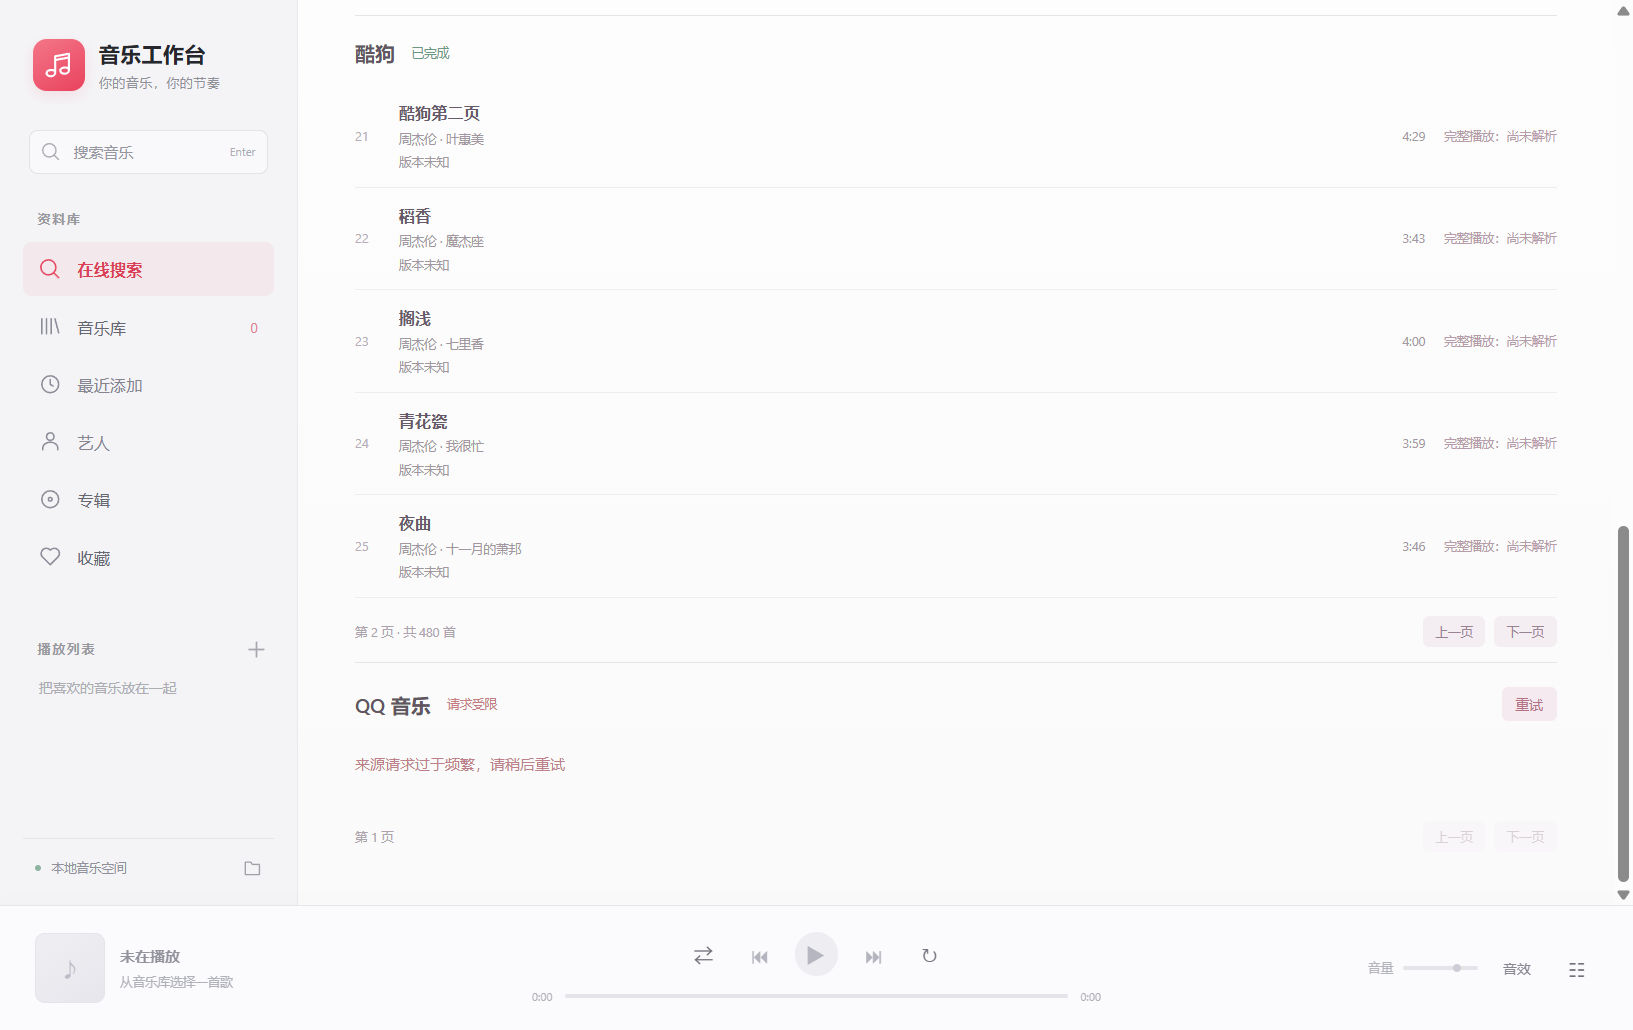 音乐工作台
你的音乐，你的节奏
搜索音乐 Enter
资料库
在线搜索
音乐库 0
最近添加
艺人
专辑
收藏
播放列表
把喜欢的音乐放在一起
本地音乐空间
酷狗 已完成
21 酷狗第二页
周杰伦 · 叶惠美
版本未知
4:29 完整播放：尚未解析
22 稻香
周杰伦 · 魔杰座
版本未知
3:43 完整播放：尚未解析
23 搁浅
周杰伦 · 七里香
版本未知
4:00 完整播放：尚未解析
24 青花瓷
周杰伦 · 我很忙
版本未知
3:59 完整播放：尚未解析
25 夜曲
周杰伦 · 十一月的萧邦
版本未知
3:46 完整播放：尚未解析
第 2 页 · 共 480 首 上一页 下一页
QQ 音乐 请求受限 重试
来源请求过于频繁，请稍后重试
第 1 页 上一页 下一页
未在播放
从音乐库选择一首歌
0:00 0:00
音量 音效